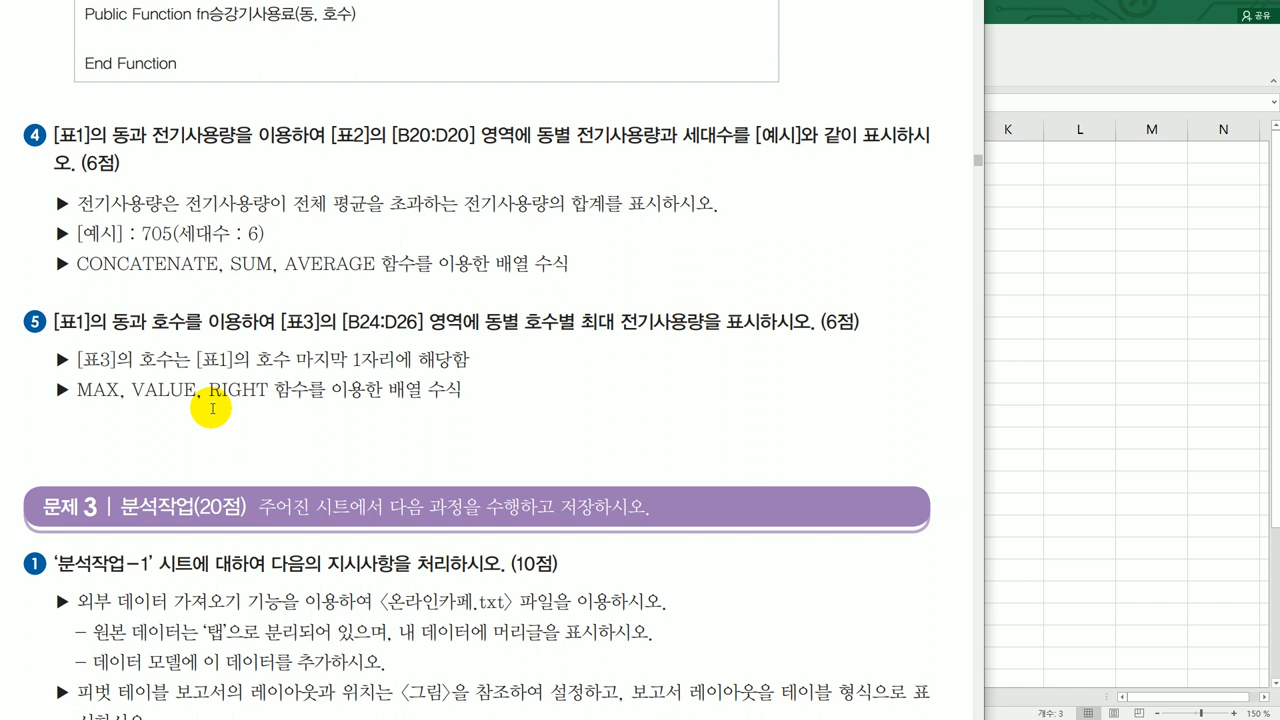 Public Function fn승강기사용료(동, 호수)
End Function
공유
4 [표1]의 동과 전기사용량을 이용하여 [표2]의 [B20:D20] 영역에 동별 전기사용량과 세대수를 [예시]와 같이 표시하시
오. (6점)
▶ 전기사용량은 전기사용량이 전체 평균을 초과하는 전기사용량의 합계를 표시하시오.
▶ [예시] : 705(세대수 : 6)
▶ CONCATENATE, SUM, AVERAGE 함수를 이용한 배열 수식
5 [표1]의 동과 호수를 이용하여 [표3]의 [B24:D26] 영역에 동별 호수별 최대 전기사용량을 표시하시오. (6점)
▶ [표3]의 호수는 [표1]의 호수 마지막 1자리에 해당함
▶ MAX, VALUE, RIGHT 함수를 이용한 배열 수식
문제 3 | 분석작업(20점) 주어진 시트에서 다음 과정을 수행하고 저장하시오.
1 ‘분석작업-1’ 시트에 대하여 다음의 지시사항을 처리하시오. (10점)
▶ 외부 데이터 가져오기 기능을 이용하여 〈온라인카페.txt〉 파일을 이용하시오.
– 원본 데이터는 ‘탭’으로 분리되어 있으며, 내 데이터에 머리글을 표시하시오.
– 데이터 모델에 이 데이터를 추가하시오.
▶ 피벗 테이블 보고서의 레이아웃과 위치는 〈그림〉을 참조하여 설정하고, 보고서 레이아웃을 테이블 형식으로 표
K L M N
개수: 3 150 %